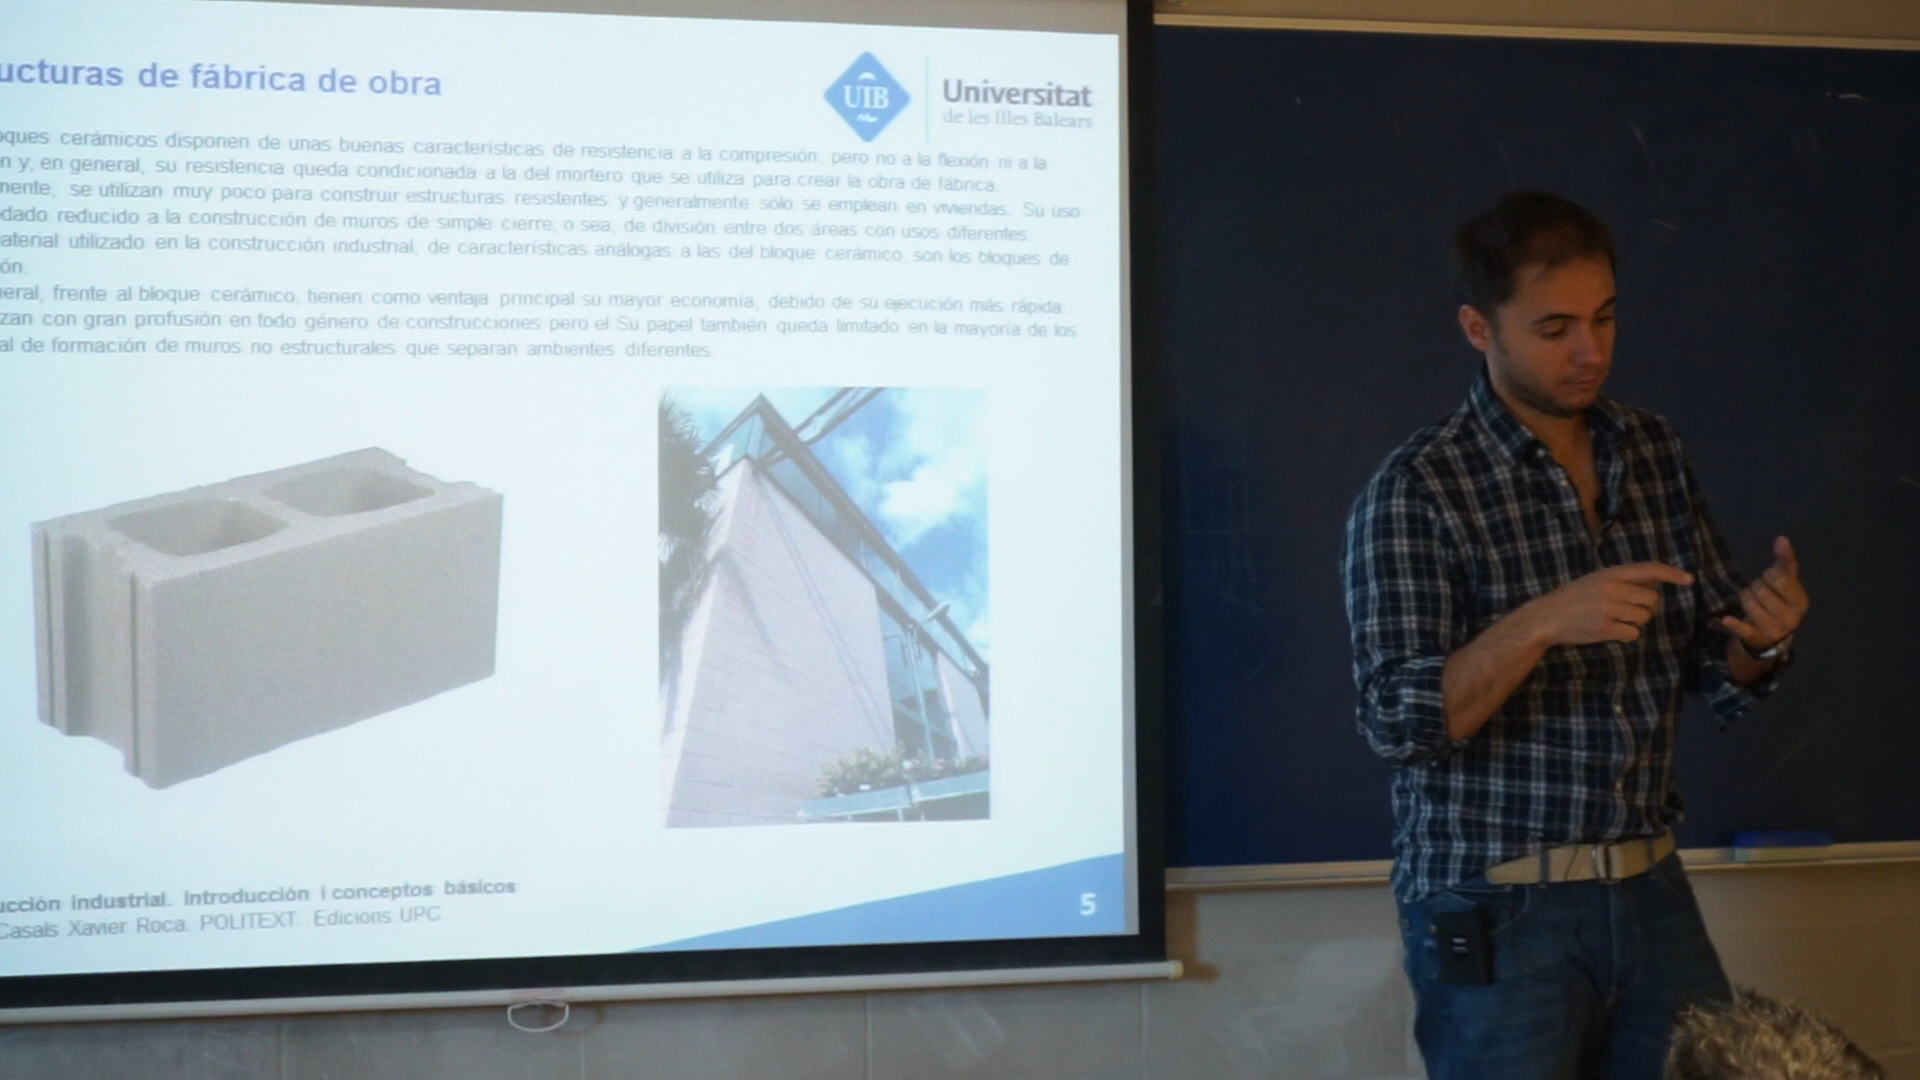 ucturas de fábrica de obra
UIB
Universitat
de les Illes Balears
oques cerámicos disponen de unas buenas características de resistencia a la compresión, pero no a la flexión ni a la
n y, en general, su resistencia queda condicionada a la del mortero que se utiliza para crear la obra de fábrica.
mente, se utilizan muy poco para construir estructuras resistentes y generalmente sólo se emplean en viviendas. Su uso
dado reducido a la construcción de muros de simple cierre, o sea, de división entre dos áreas con usos diferentes.
aterial utilizado en la construcción industrial, de características análogas a las del bloque cerámico, son los bloques de
ón.
neral, frente al bloque cerámico, tienen como ventaja principal su mayor economía, debido de su ejecución más rápida.
zan con gran profusión en todo género de construcciones pero el Su papel también queda limitado en la mayoría de los
al de formación de muros no estructurales que separan ambientes diferentes.
ucción industrial. Introducción i conceptos básicos
Casals Xavier Roca. POLITEXT. Edicions UPC
5